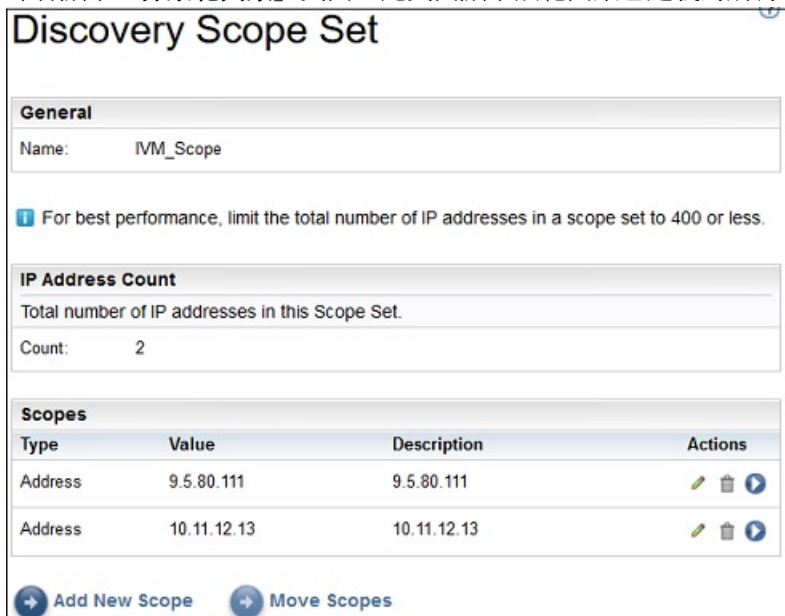 Discovery Scope Set
General
Name: IVM_Scope
For best performance, limit the total number of IP addresses in a scope set to 400 or less.
IP Address Count
Total number of IP addresses in this Scope Set.
Count: 2
Scopes
Type Value Description Actions
Address 9.5.80.111 9.5.80.111
Address 10.11.12.13 10.11.12.13
Add New Scope Move Scopes